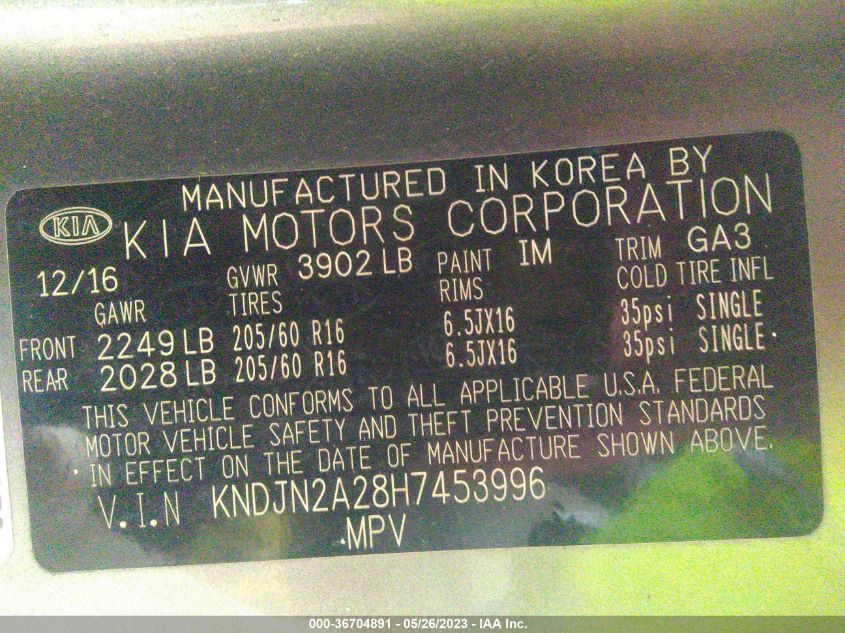 MANUFACTURED IN KOREA BY
KIA KIA MOTORS CORPORATION
12/16 GVWR 3902 LB PAINT IM TRIM GA3
GAWR TIRES RIMS COLD TIRE INFL
FRONT 2249 LB 205/60 R16 6.5JX16 35psi SINGLE
REAR 2028 LB 205/60 R16 6.5JX16 35psi SINGLE
THIS VEHICLE CONFORMS TO ALL APPLICABLE U.S.A. FEDERAL
MOTOR VEHICLE SAFETY AND THEFT PREVENTION STANDARDS
IN EFFECT ON THE DATE OF MANUFACTURE SHOWN ABOVE.
V.I.N KNDJN2A28H7453996
MPV
000-36704891 - 05/26/2023 - IAA Inc.